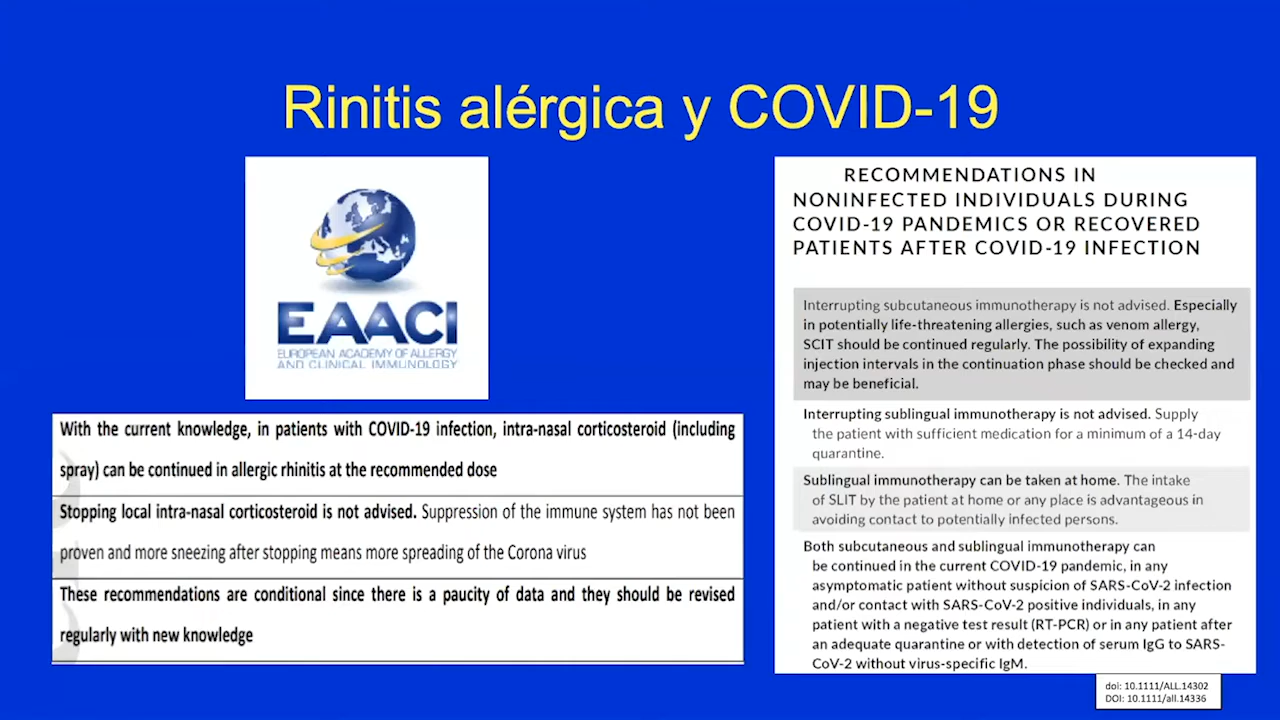 Rinitis alérgica y COVID-19
EAACI
EUROPEAN ACADEMY OF ALLERGY
AND CLINICAL IMMUNOLOGY
With the current knowledge, in patients with COVID-19 infection, intra-nasal corticosteroid (including
spray) can be continued in allergic rhinitis at the recommended dose
Stopping local intra-nasal corticosteroid is not advised. Suppression of the immune system has not been
proven and more sneezing after stopping means more spreading of the Corona virus
These recommendations are conditional since there is a paucity of data and they should be revised
regularly with new knowledge
RECOMMENDATIONS IN
NONINFECTED INDIVIDUALS DURING
COVID-19 PANDEMICS OR RECOVERED
PATIENTS AFTER COVID-19 INFECTION
Interrupting subcutaneous immunotherapy is not advised. Especially
in potentially life-threatening allergies, such as venom allergy,
SCIT should be continued regularly. The possibility of expanding
injection intervals in the continuation phase should be checked and
may be beneficial.
Interrupting sublingual immunotherapy is not advised. Supply
the patient with sufficient medication for a minimum of a 14-day
quarantine.
Sublingual immunotherapy can be taken at home. The intake
of SLIT by the patient at home or any place is advantageous in
avoiding contact to potentially infected persons.
Both subcutaneous and sublingual immunotherapy can
be continued in the current COVID-19 pandemic, in any
asymptomatic patient without suspicion of SARS-CoV-2 infection
and/or contact with SARS-CoV-2 positive individuals, in any
patient with a negative test result (RT-PCR) or in any patient after
an adequate quarantine or with detection of serum IgG to SARS-
CoV-2 without virus-specific IgM.
doi: 10.1111/ALL.14302
DOI: 10.1111/all.14336